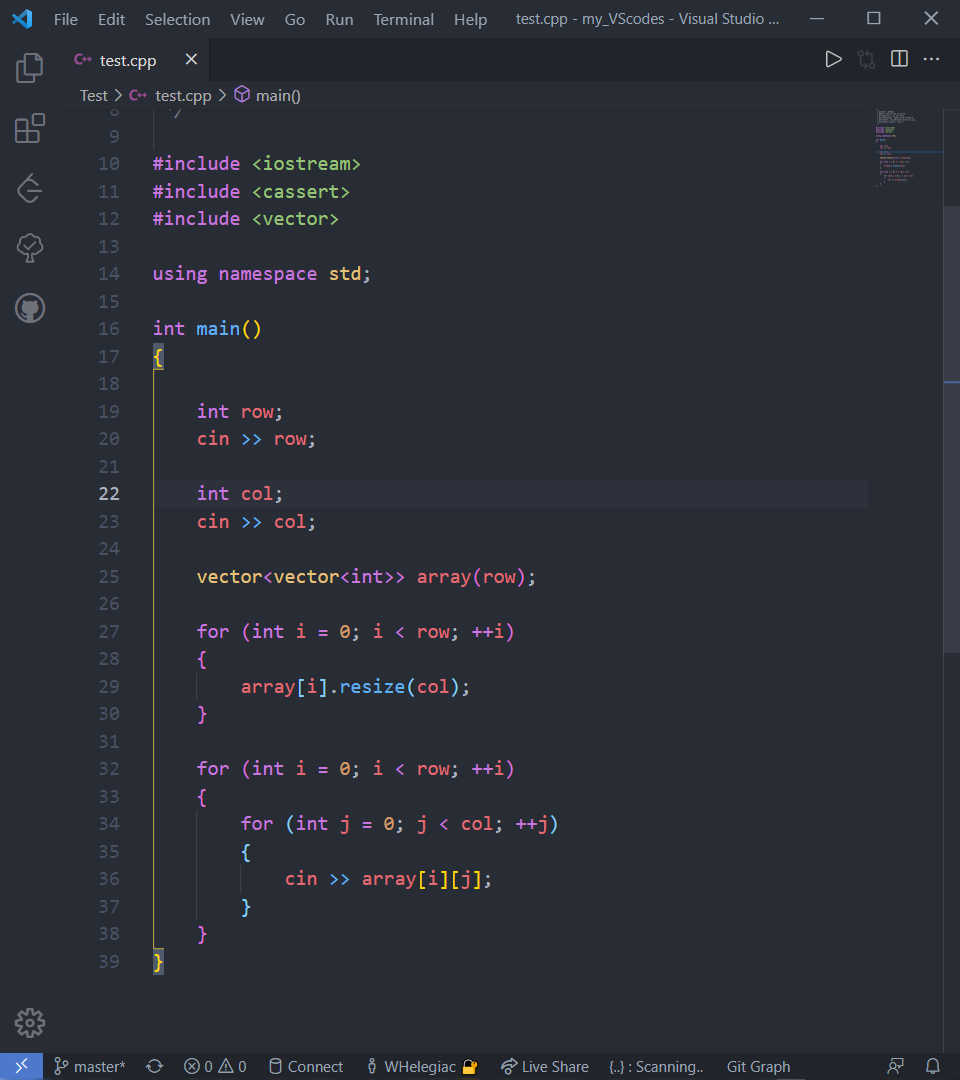 File Edit Selection View Go Run Terminal Help test.cpp - my_VScodes - Visual Studio ...
C++ test.cpp
Test > C++ test.cpp > main()
8 */
9
10 #include <iostream>
11 #include <cassert>
12 #include <vector>
13
14 using namespace std;
15
16 int main()
17 {
18
19     int row;
20     cin >> row;
21
22     int col;
23     cin >> col;
24
25     vector<vector<int>> array(row);
26
27     for (int i = 0; i < row; ++i)
28     {
29         array[i].resize(col);
30     }
31
32     for (int i = 0; i < row; ++i)
33     {
34         for (int j = 0; j < col; ++j)
35         {
36             cin >> array[i][j];
37         }
38     }
39 }
master* 0 0 Connect WHelegiac Live Share {..} : Scanning.. Git Graph